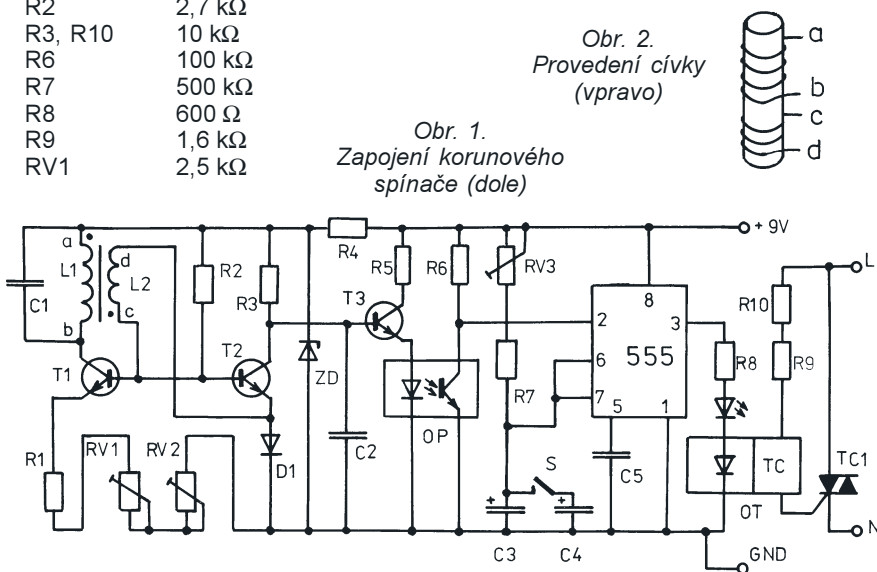 R2 2,7 kΩ
R3, R10 10 kΩ
R6 100 kΩ
R7 500 kΩ
R8 600 Ω
R9 1,6 kΩ
RV1 2,5 kΩ
Obr. 2.
Provedení cívky
(vpravo)
a
b
c
d
Obr. 1.
Zapojení korunového
spínače (dole)
+ 9V
R4
a
d
L1
L2
C1
b
c
R2
R3
T3
R5
R6
RV3
8
2
3
555
6
7
5
1
L
R10
R8
R9
T1
T2
ZD
OP
R7
R1
RV1
RV2
D1
C2
S
C5
TC
TC1
OT
+
+
C3
C4
N
GND